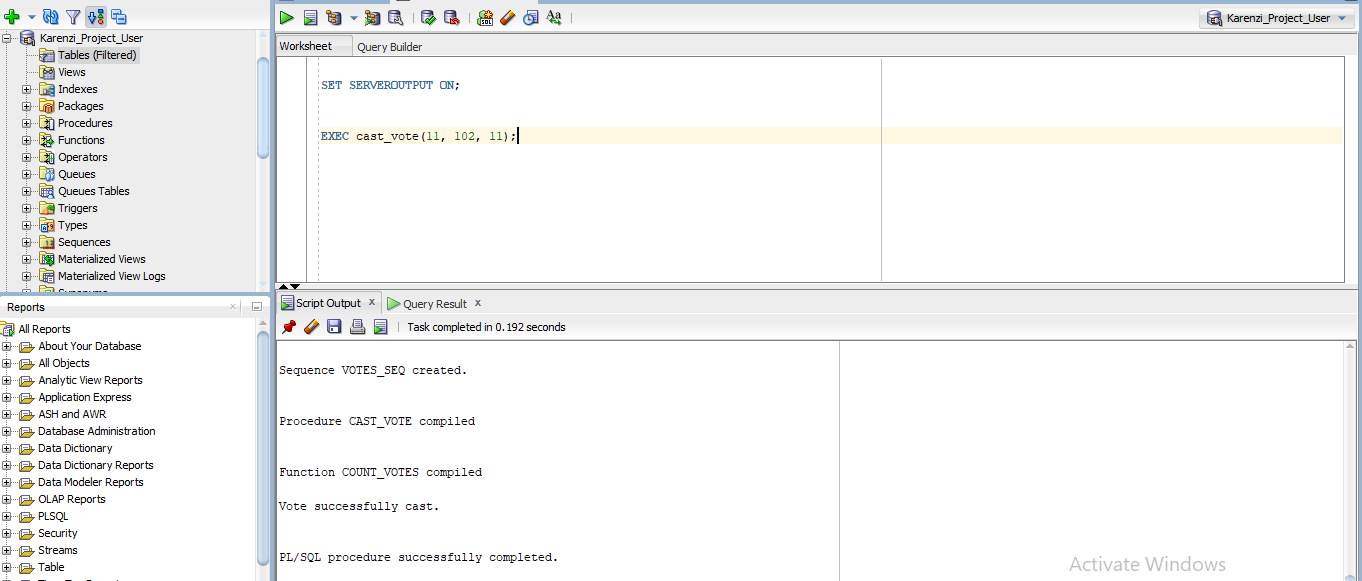 Karenzi_Project_User
Tables (Filtered)
Views
Indexes
Packages
Procedures
Functions
Operators
Queues
Queues Tables
Triggers
Types
Sequences
Materialized Views
Materialized View Logs
Reports
All Reports
About Your Database
All Objects
Analytic View Reports
Application Express
ASH and AWR
Database Administration
Data Dictionary
Data Dictionary Reports
Data Modeler Reports
OLAP Reports
PLSQL
Security
Streams
Table
Karenzi_Project_User
Worksheet Query Builder
SET SERVEROUTPUT ON;
EXEC cast_vote(11, 102, 11);
Script Output x Query Result x
Task completed in 0.192 seconds
Sequence VOTES_SEQ created.
Procedure CAST_VOTE compiled
Function COUNT_VOTES compiled
Vote successfully cast.
PL/SQL procedure successfully completed.
Activate Windows